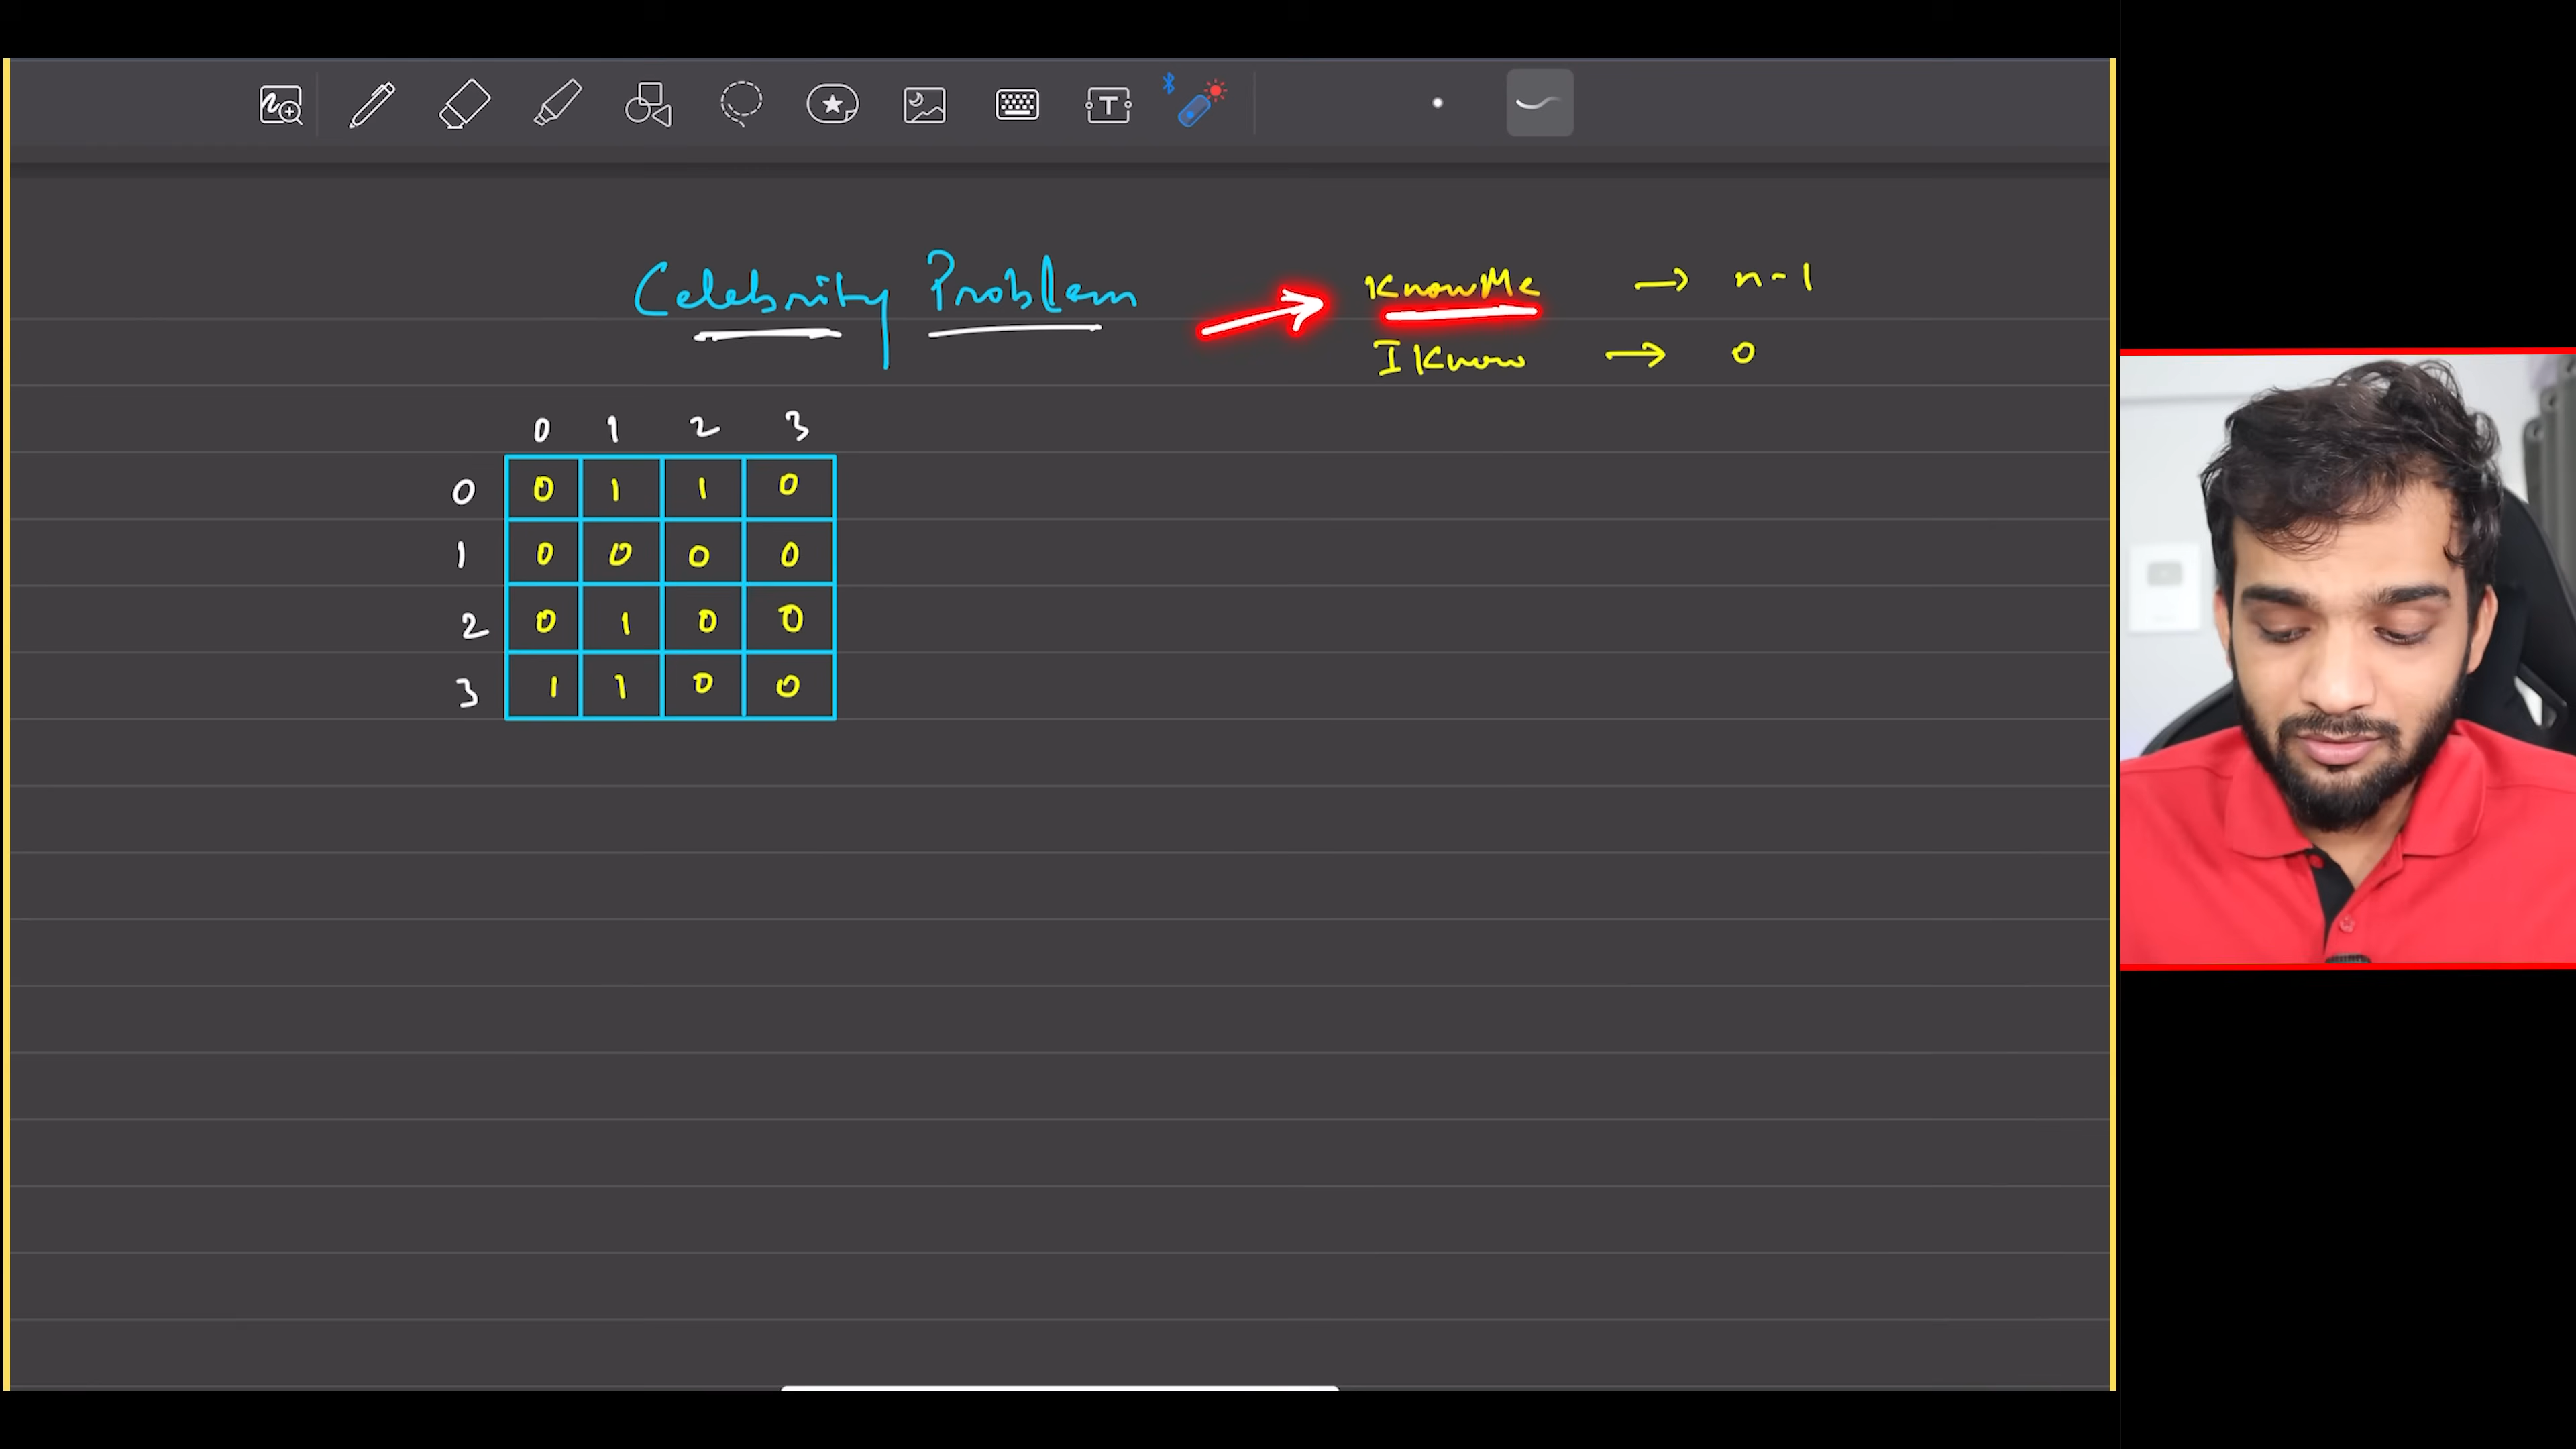 Celebrity Problem
KnowMe → n-1
I Know → 0
0 1 2 3
0 0 1 1 0
1 0 0 0 0
2 0 1 0 0
3 1 1 0 0